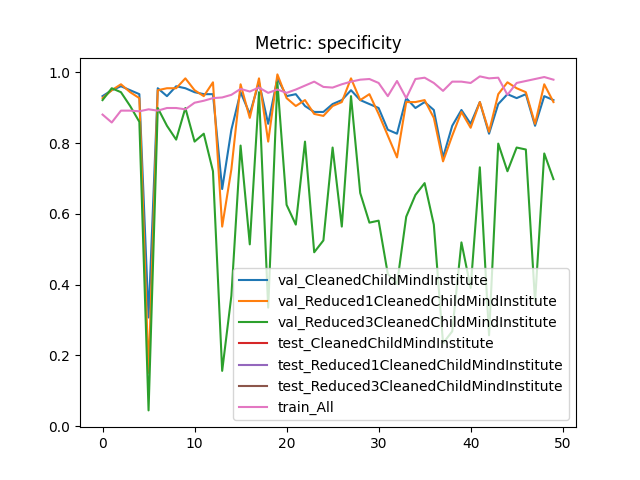 Metric: specificity
1.0
0.8
0.6
0.4
0.2
0.0
0
10
20
30
40
50
val_CleanedChildMindInstitute
val_Reduced1CleanedChildMindInstitute
val_Reduced3CleanedChildMindInstitute
test_CleanedChildMindInstitute
test_Reduced1CleanedChildMindInstitute
test_Reduced3CleanedChildMindInstitute
train_All